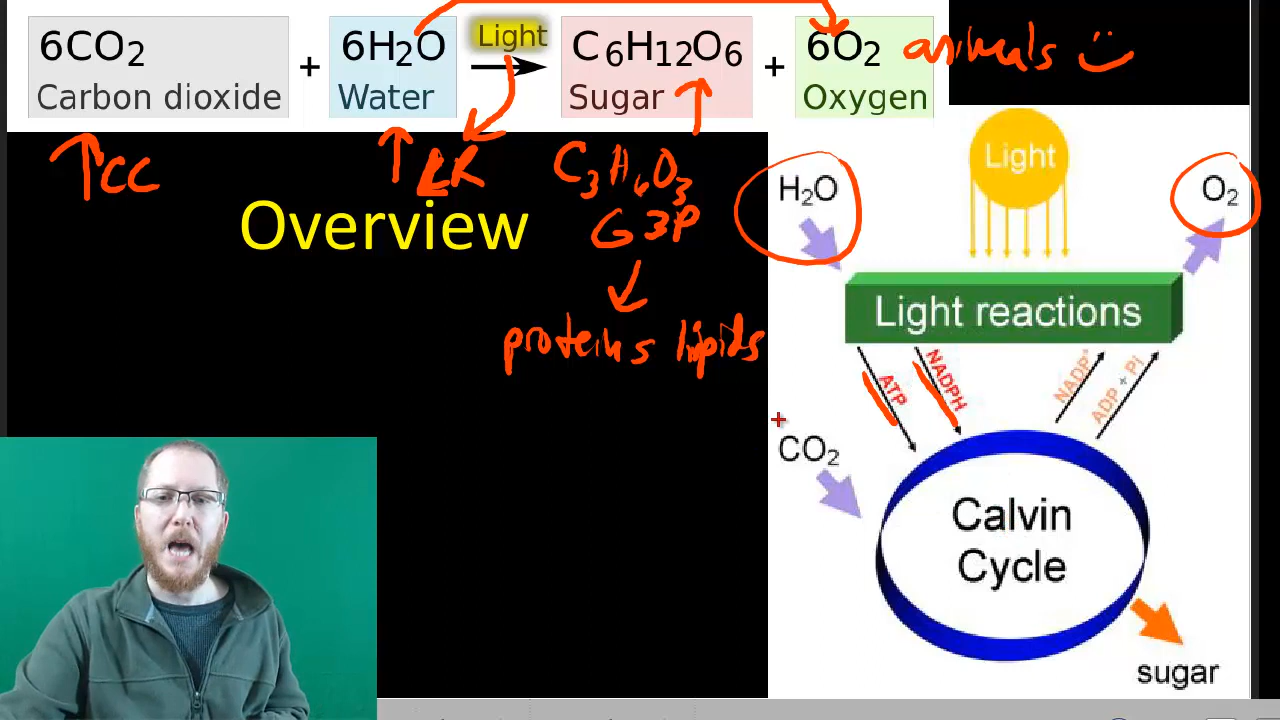 6CO2 + 6H2O Light C6H12O6 + 6O2 animals
Carbon dioxide Water Sugar Oxygen
CC LR C3H6O3
G3P
proteins lipids
Overview
Light
H2O O2
Light reactions
ATP NADPH NADP+ ADP + Pi
+
CO2
Calvin
Cycle
sugar